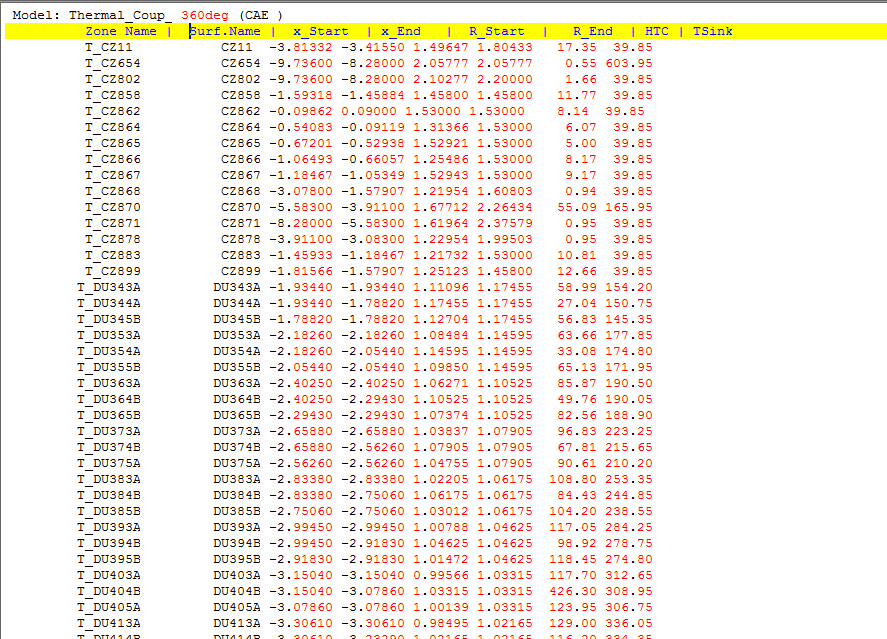 Model: Thermal_Coup_ 360deg (CAE )
Zone Name | Surf.Name | x_Start | x_End | R_Start | R_End | HTC | TSink
T_CZ11 CZ11 -3.81332 -3.41550 1.49647 1.80433 17.35 39.85
T_CZ654 CZ654 -9.73600 -8.28000 2.05777 2.05777 0.55 603.95
T_CZ802 CZ802 -9.73600 -8.28000 2.10277 2.20000 1.66 39.85
T_CZ858 CZ858 -1.59318 -1.45884 1.45800 1.45800 11.77 39.85
T_CZ862 CZ862 -0.09862 0.09000 1.53000 1.53000 8.14 39.85
T_CZ864 CZ864 -0.54083 -0.09119 1.31366 1.53000 6.07 39.85
T_CZ865 CZ865 -0.67201 -0.52938 1.52921 1.53000 5.00 39.85
T_CZ866 CZ866 -1.06493 -0.66057 1.25486 1.53000 8.17 39.85
T_CZ867 CZ867 -1.18467 -1.05349 1.52943 1.53000 9.17 39.85
T_CZ868 CZ868 -3.07800 -1.57907 1.21954 1.60803 0.94 39.85
T_CZ870 CZ870 -5.58300 -3.91100 1.67712 2.26434 55.09 165.95
T_CZ871 CZ871 -8.28000 -5.58300 1.61964 2.37579 0.95 39.85
T_CZ878 CZ878 -3.91100 -3.08300 1.22954 1.99503 0.95 39.85
T_CZ883 CZ883 -1.45933 -1.18467 1.21732 1.53000 10.81 39.85
T_CZ899 CZ899 -1.81566 -1.57907 1.25123 1.45800 12.66 39.85
T_DU343A DU343A -1.93440 -1.93440 1.11096 1.17455 58.99 154.20
T_DU344A DU344A -1.93440 -1.78820 1.17455 1.17455 27.04 150.75
T_DU345B DU345B -1.78820 -1.78820 1.12704 1.17455 56.83 145.35
T_DU353A DU353A -2.18260 -2.18260 1.08484 1.14595 63.66 177.85
T_DU354A DU354A -2.18260 -2.05440 1.14595 1.14595 33.08 174.80
T_DU355B DU355B -2.05440 -2.05440 1.09850 1.14595 65.13 171.95
T_DU363A DU363A -2.40250 -2.40250 1.06271 1.10525 85.87 190.50
T_DU364B DU364B -2.40250 -2.29430 1.10525 1.10525 49.76 190.05
T_DU365B DU365B -2.29430 -2.29430 1.07374 1.10525 82.56 188.90
T_DU373A DU373A -2.65880 -2.65880 1.03837 1.07905 96.83 223.25
T_DU374B DU374B -2.65880 -2.56260 1.07905 1.07905 67.81 215.65
T_DU375A DU375A -2.56260 -2.56260 1.04755 1.07905 90.61 210.20
T_DU383A DU383A -2.83380 -2.83380 1.02205 1.06175 108.80 253.35
T_DU384B DU384B -2.83380 -2.75060 1.06175 1.06175 84.43 244.85
T_DU385B DU385B -2.75060 -2.75060 1.03012 1.06175 104.20 238.55
T_DU393A DU393A -2.99450 -2.99450 1.00788 1.04625 117.05 284.25
T_DU394B DU394B -2.99450 -2.91830 1.04625 1.04625 98.92 278.75
T_DU395B DU395B -2.91830 -2.91830 1.01472 1.04625 118.45 274.80
T_DU403A DU403A -3.15040 -3.15040 0.99566 1.03315 117.70 312.65
T_DU404B DU404B -3.15040 -3.07860 1.03315 1.03315 426.30 308.95
T_DU405A DU405A -3.07860 -3.07860 1.00139 1.03315 123.95 306.75
T_DU413A DU413A -3.30610 -3.30610 0.98495 1.02165 129.00 336.05